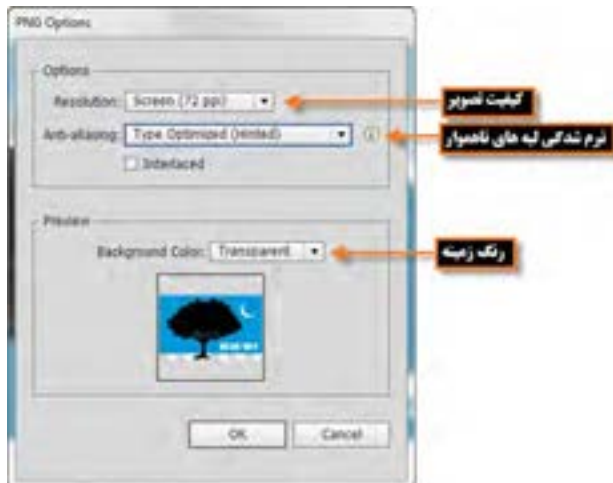 PNG Options
Options
Resolution: Screen (72 ppi)
کیفیت تصویر
Anti-aliasing: Type Optimized (Hinted)
نرم شدگی لبه های ناهموار
Interlaced
Preview
Background Color: Transparent
رنگ زمینه
OK
Cancel